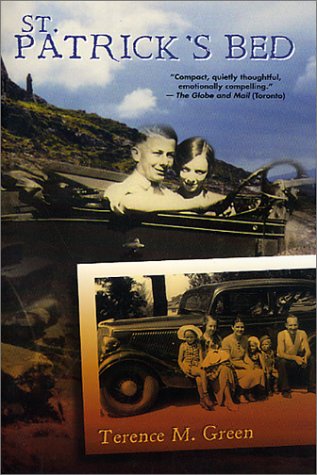 ST.
PATRICK'S BED
"Compact, quietly thoughtful,
emotionally compelling."
— The Globe and Mail (Toronto)
Terence M. Green